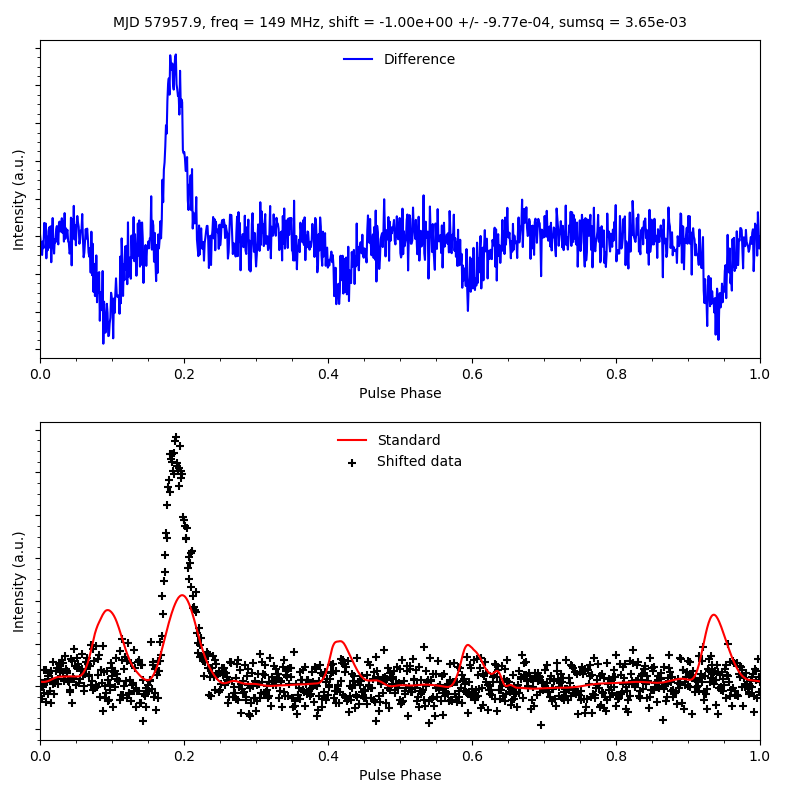 MJD 57957.9, freq = 149 MHz, shift = -1.00e+00 +/- -9.77e-04, sumsq = 3.65e-03
Difference
Intensity (a.u.)
0.0 0.2 0.4 0.6 0.8 1.0
Pulse Phase
Standard
Shifted data
Intensity (a.u.)
0.0 0.2 0.4 0.6 0.8 1.0
Pulse Phase